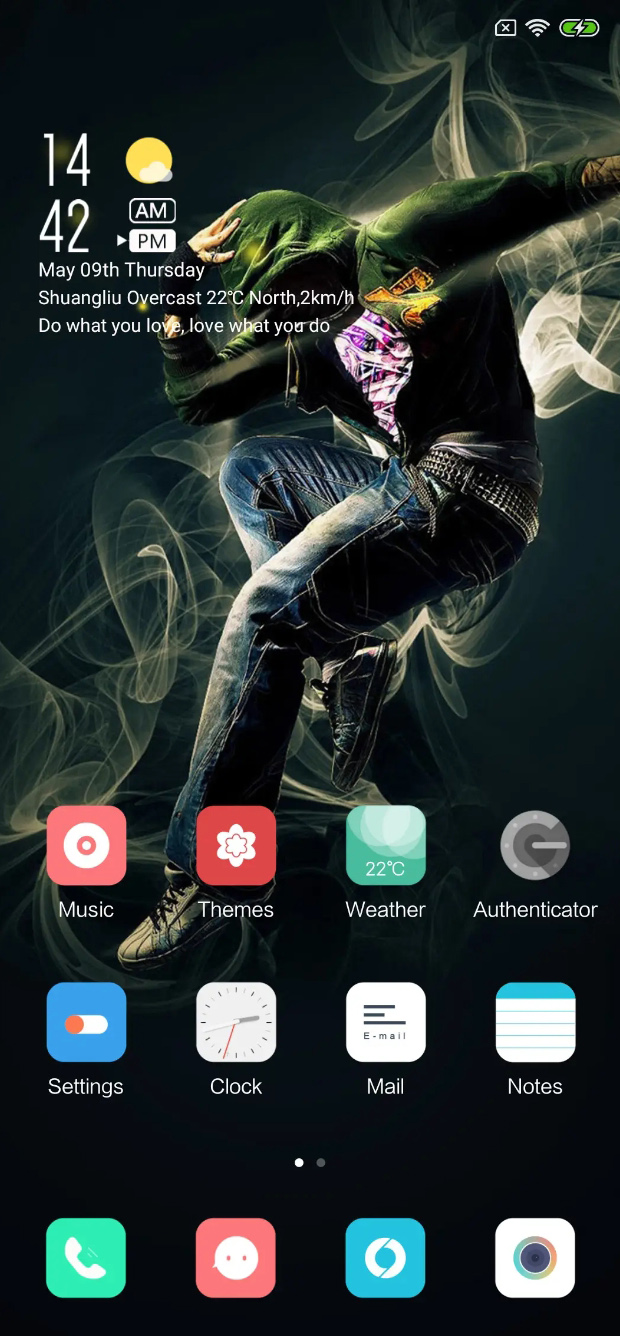 14
42
AM
PM
May 09th Thursday
Shuangliu Overcast 22℃ North,2km/h
Do what you love, love what you do
22℃
Music
Themes
Weather
Authenticator
E-mail
Settings
Clock
Mail
Notes